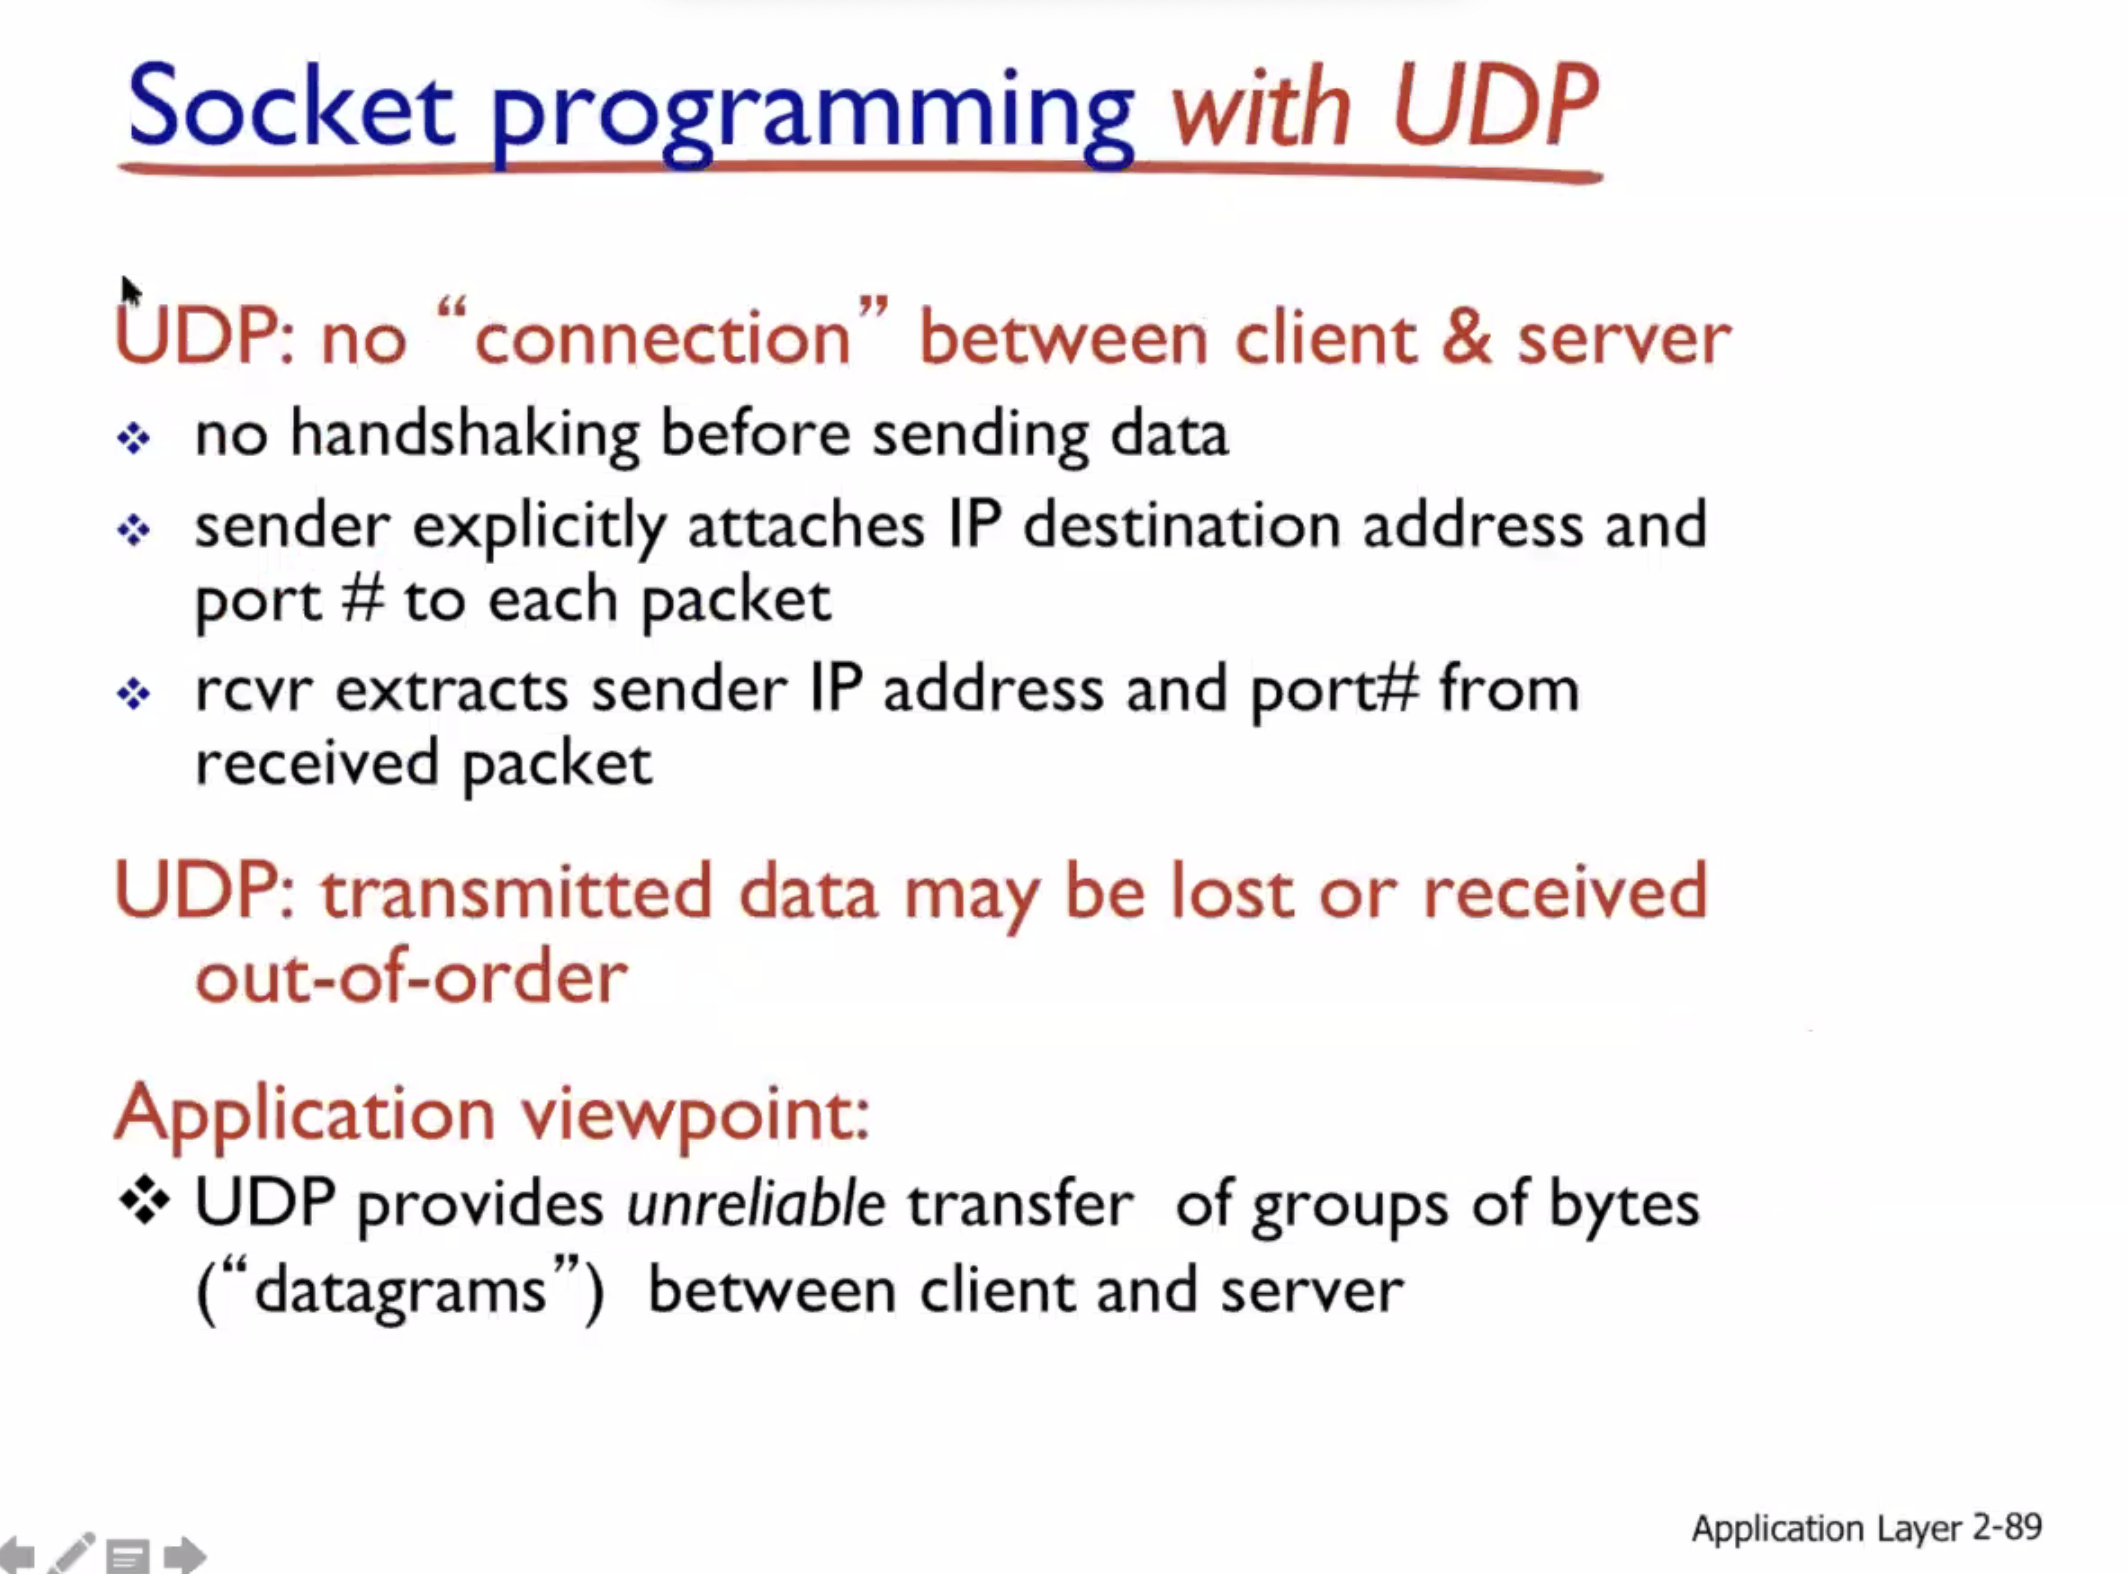 Socket programming with UDP
UDP: no “connection” between client & server
no handshaking before sending data
sender explicitly attaches IP destination address and
port # to each packet
rcvr extracts sender IP address and port# from
received packet
UDP: transmitted data may be lost or received
out-of-order
Application viewpoint:
UDP provides unreliable transfer of groups of bytes
(“datagrams”) between client and server
Application Layer 2-89